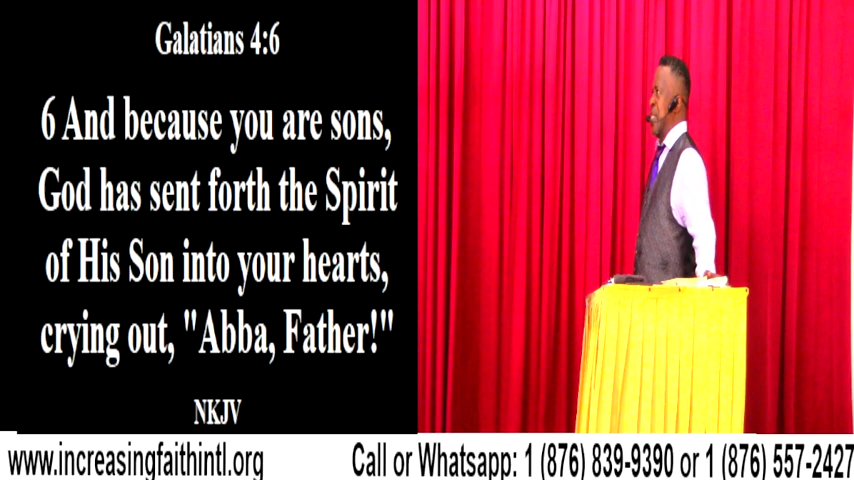 Galatians 4:6
6 And because you are sons,
God has sent forth the Spirit
of His Son into your hearts,
crying out, "Abba, Father!"
NKJV
www.increasingfaithintl.org Call or Whatsapp: 1 (876) 839-9390 or 1 (876) 557-2427